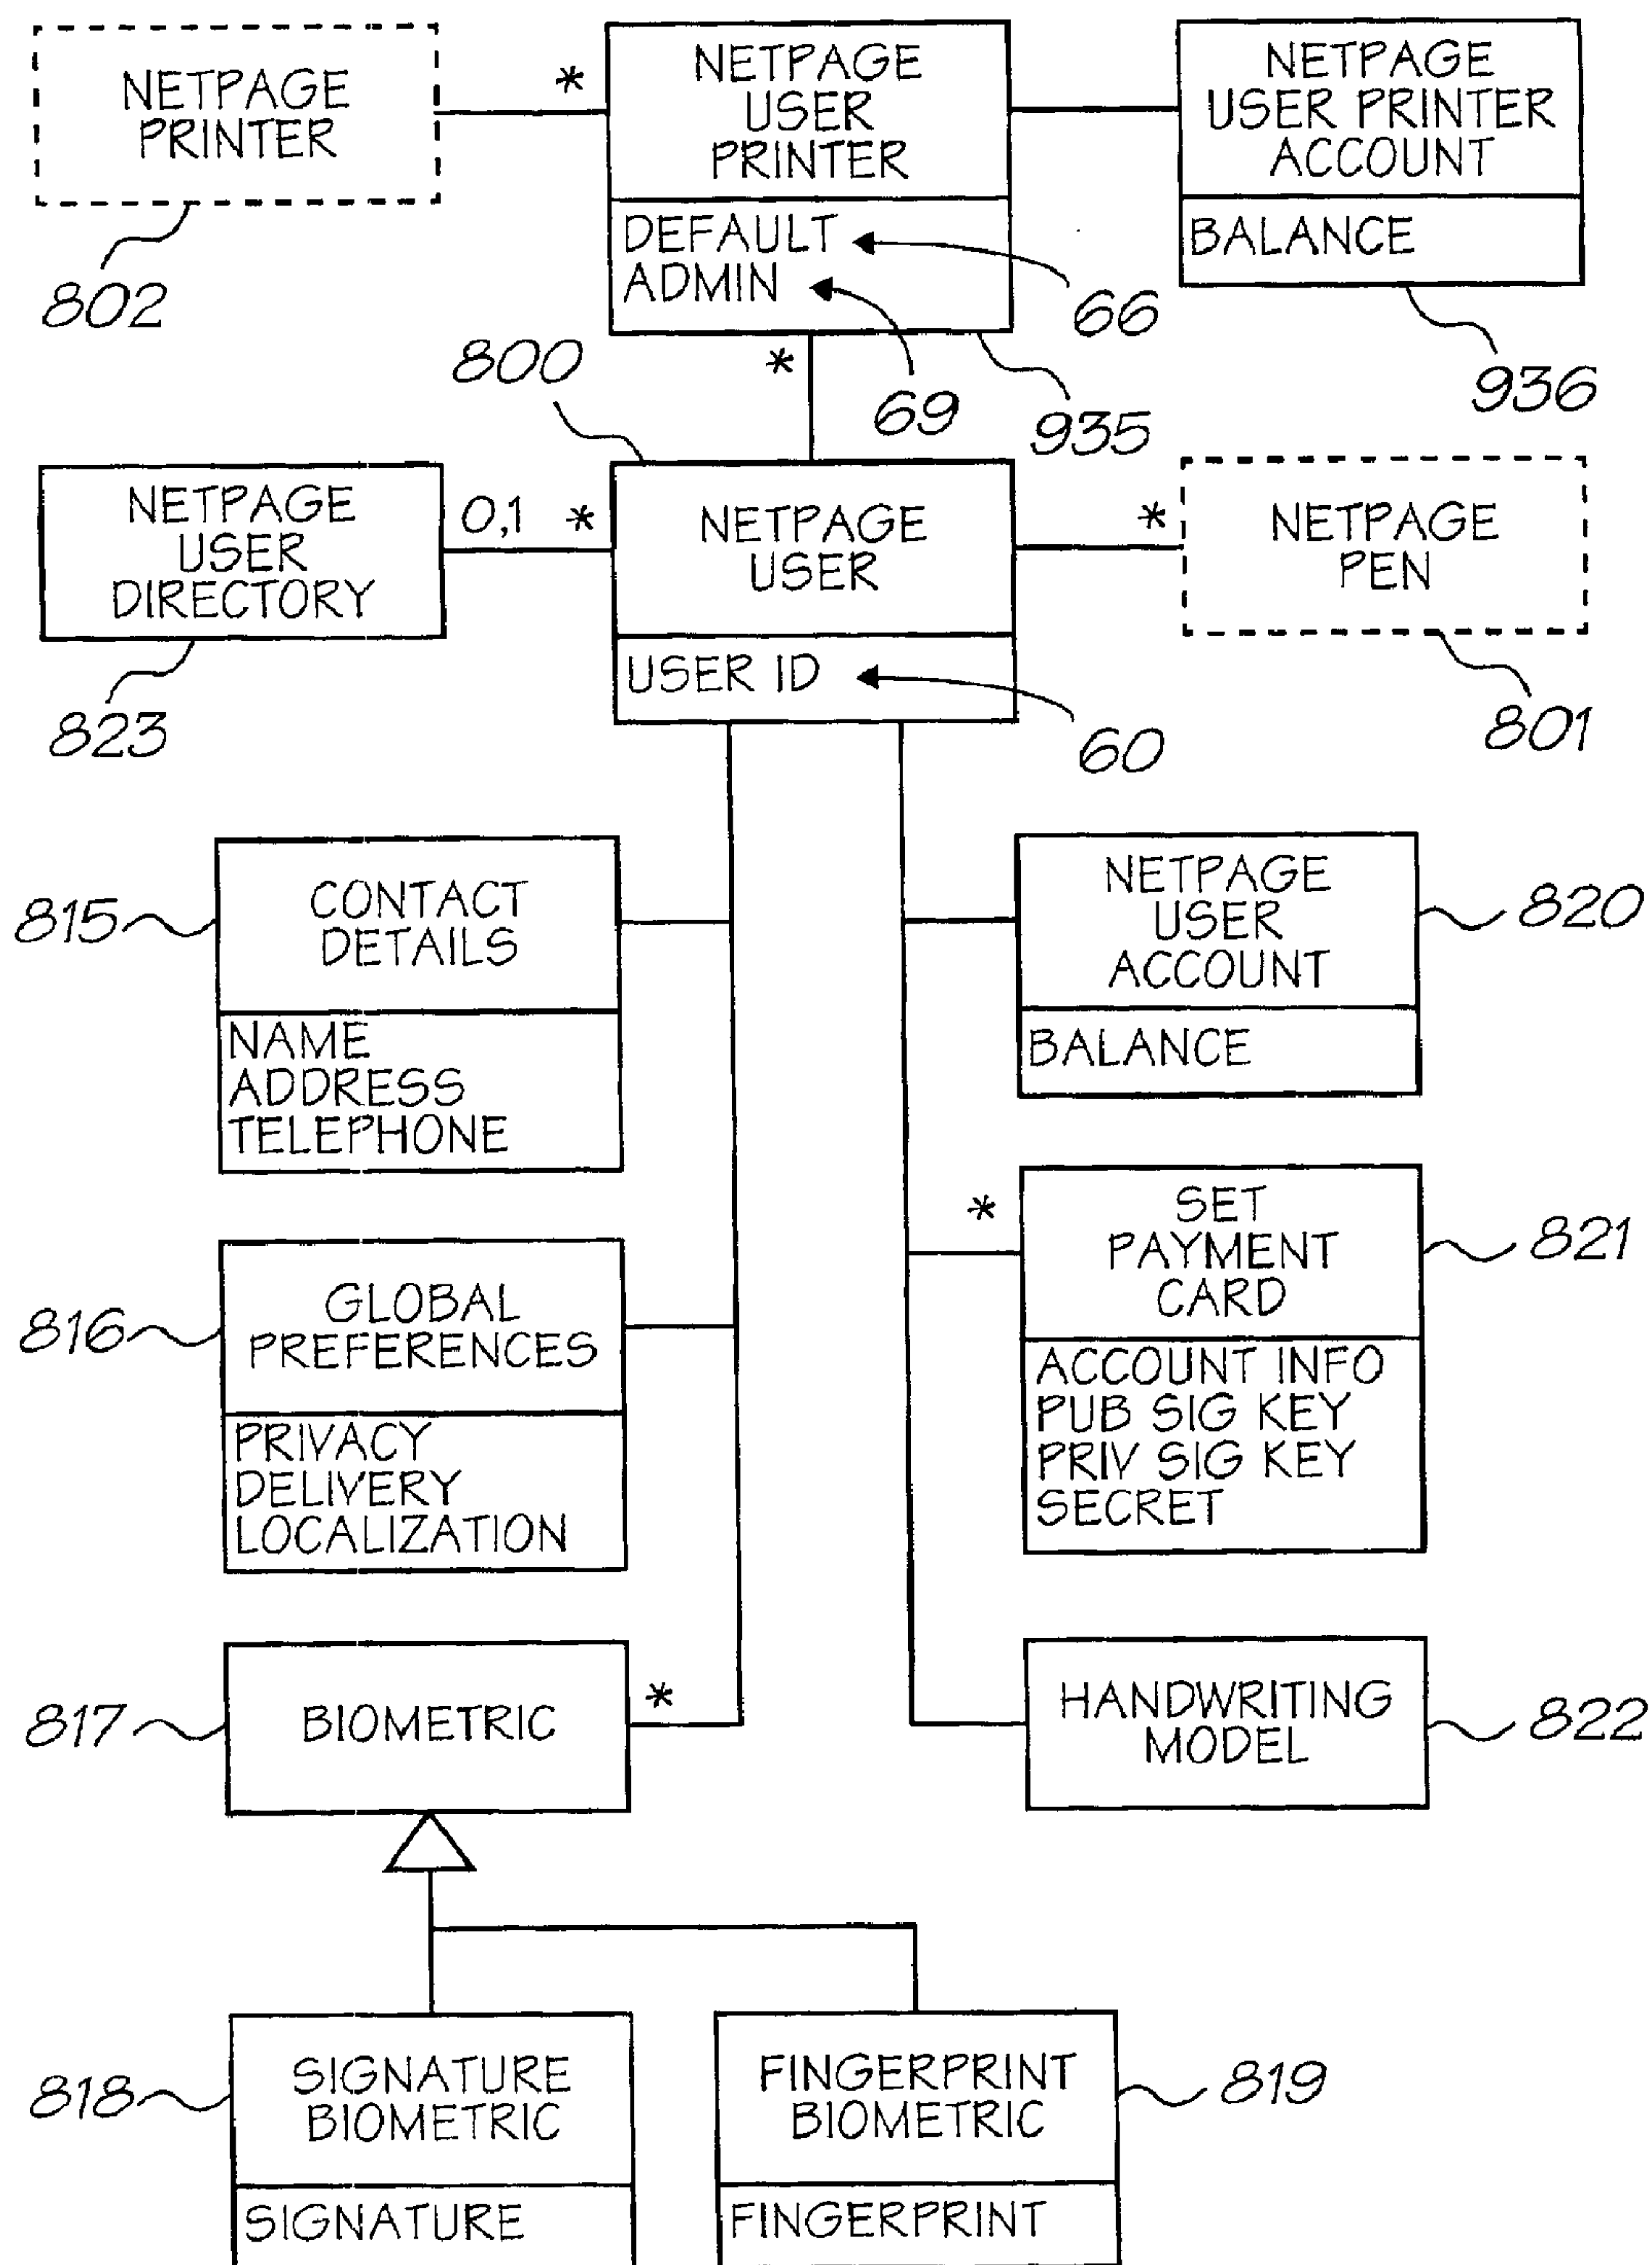 NETPAGE
PRINTER
802
*
NETPAGE
USER
PRINTER
DEFAULT
ADMIN
66
69
935
NETPAGE
USER PRINTER
ACCOUNT
BALANCE
936
*
800
NETPAGE
USER
DIRECTORY
823
0,1 *
NETPAGE
USER
USER ID
60
*
NETPAGE
PEN
801
815
CONTACT
DETAILS
NAME
ADDRESS
TELEPHONE
NETPAGE
USER
ACCOUNT
BALANCE
820
816
GLOBAL
PREFERENCES
PRIVACY
DELIVERY
LOCALIZATION
*
SET
PAYMENT
CARD
ACCOUNT INFO
PUB SIG KEY
PRIV SIG KEY
SECRET
821
817
BIOMETRIC
*
HANDWRITING
MODEL
822
818
SIGNATURE
BIOMETRIC
SIGNATURE
FINGERPRINT
BIOMETRIC
FINGERPRINT
819